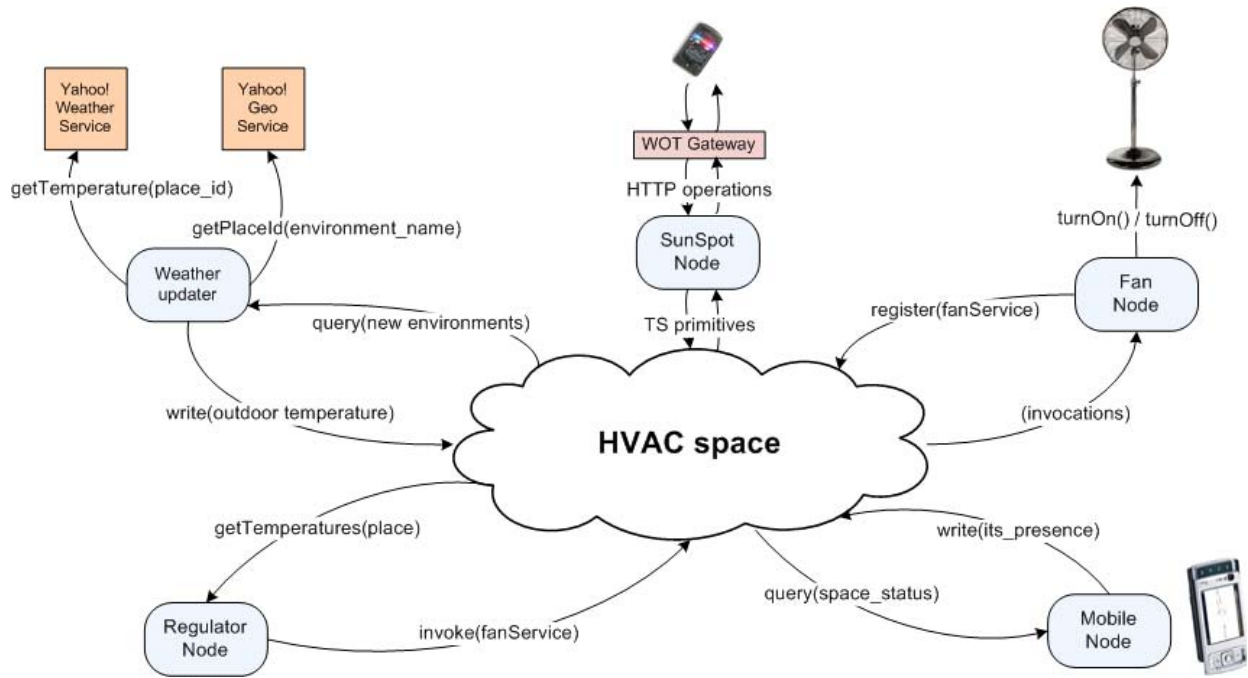 Yahoo!
Weather
Service
Yahoo!
Geo
Service
WOT Gateway
getTemperature(place_id)
HTTP operations
getPlaceId(environment_name)
turnOn() / turnOff()
SunSpot
Node
Weather
updater
Fan
Node
register(fanService)
query(new environments)
TS primitives
write(outdoor temperature)
(invocations)
HVAC space
getTemperatures(place)
write(its_presence)
query(space_status)
Regulator
Node
invoke(fanService)
Mobile
Node